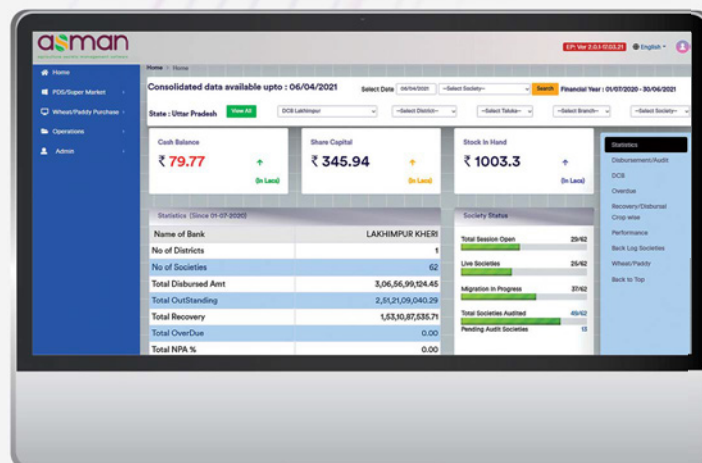 asman
EP: Ver 2.0.1-17.03.21
English
Home
Home > Home
PDS/Super Market
Wheat/Paddy Purchase
Operations
Admin
Consolidated data available upto : 06/04/2021
Select Date
06/04/2021
--Select Society--
Search
Financial Year : 01/07/2020 - 30/06/2021
State : Uttar Pradesh
View All
DCB Lakhimpur
--Select District--
--Select Taluka--
--Select Branch--
--Select Society--
Cash Balance
₹ 79.77
(In Lacs)
Share Capital
₹ 345.94
(In Lacs)
Stock In Hand
₹ 1003.3
(In Lacs)
Statistics (Since 01-07-2020)
Name of Bank LAKHIMPUR KHERI
No of Districts 1
No of Societies 62
Total Disbursed Amt 3,06,56,99,124.45
Total OutStanding 2,51,21,09,040.29
Total Recovery 1,53,10,87,535.71
Total OverDue 0.00
Total NPA % 0.00
Society Status
Total Session Open 29/62
Live Societies 25/62
Migration In Progress 37/62
Total Societies Audited 49/62
Pending Audit Societies 13
Statistics
Disbursement/Audit
DCB
Overdue
Recovery/Disbursal
Crop wise
Performance
Back Log Societies
Wheat/Paddy
Back to Top